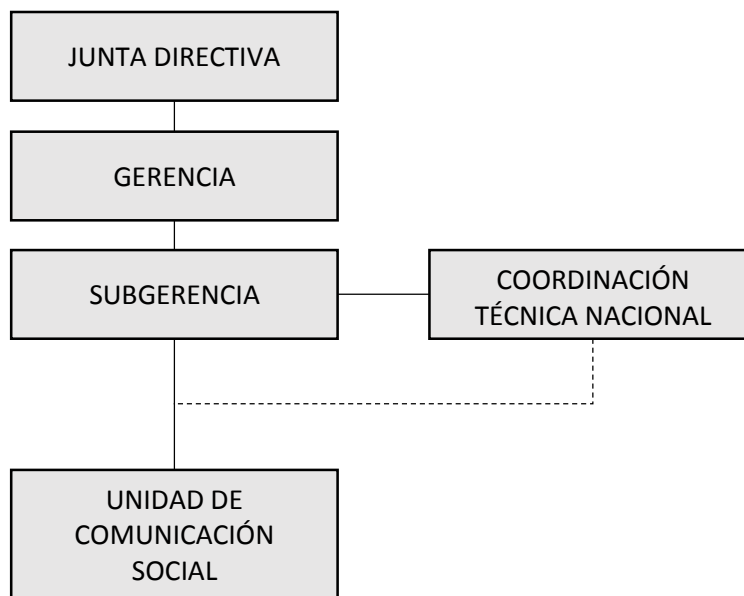 JUNTA DIRECTIVA
GERENCIA
SUBGERENCIA
COORDINACIÓN
TÉCNICA NACIONAL
UNIDAD DE
COMUNICACIÓN
SOCIAL